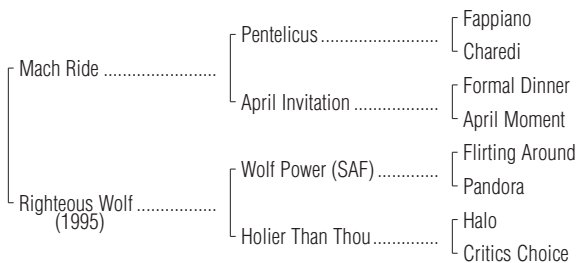 Fappiano
Pentelicus
Charedi
Mach Ride
Formal Dinner
April Invitation
April Moment
Flirting Around
Wolf Power (SAF)
Pandora
Righteous Wolf
(1995)
Halo
Holier Than Thou
Critics Choice